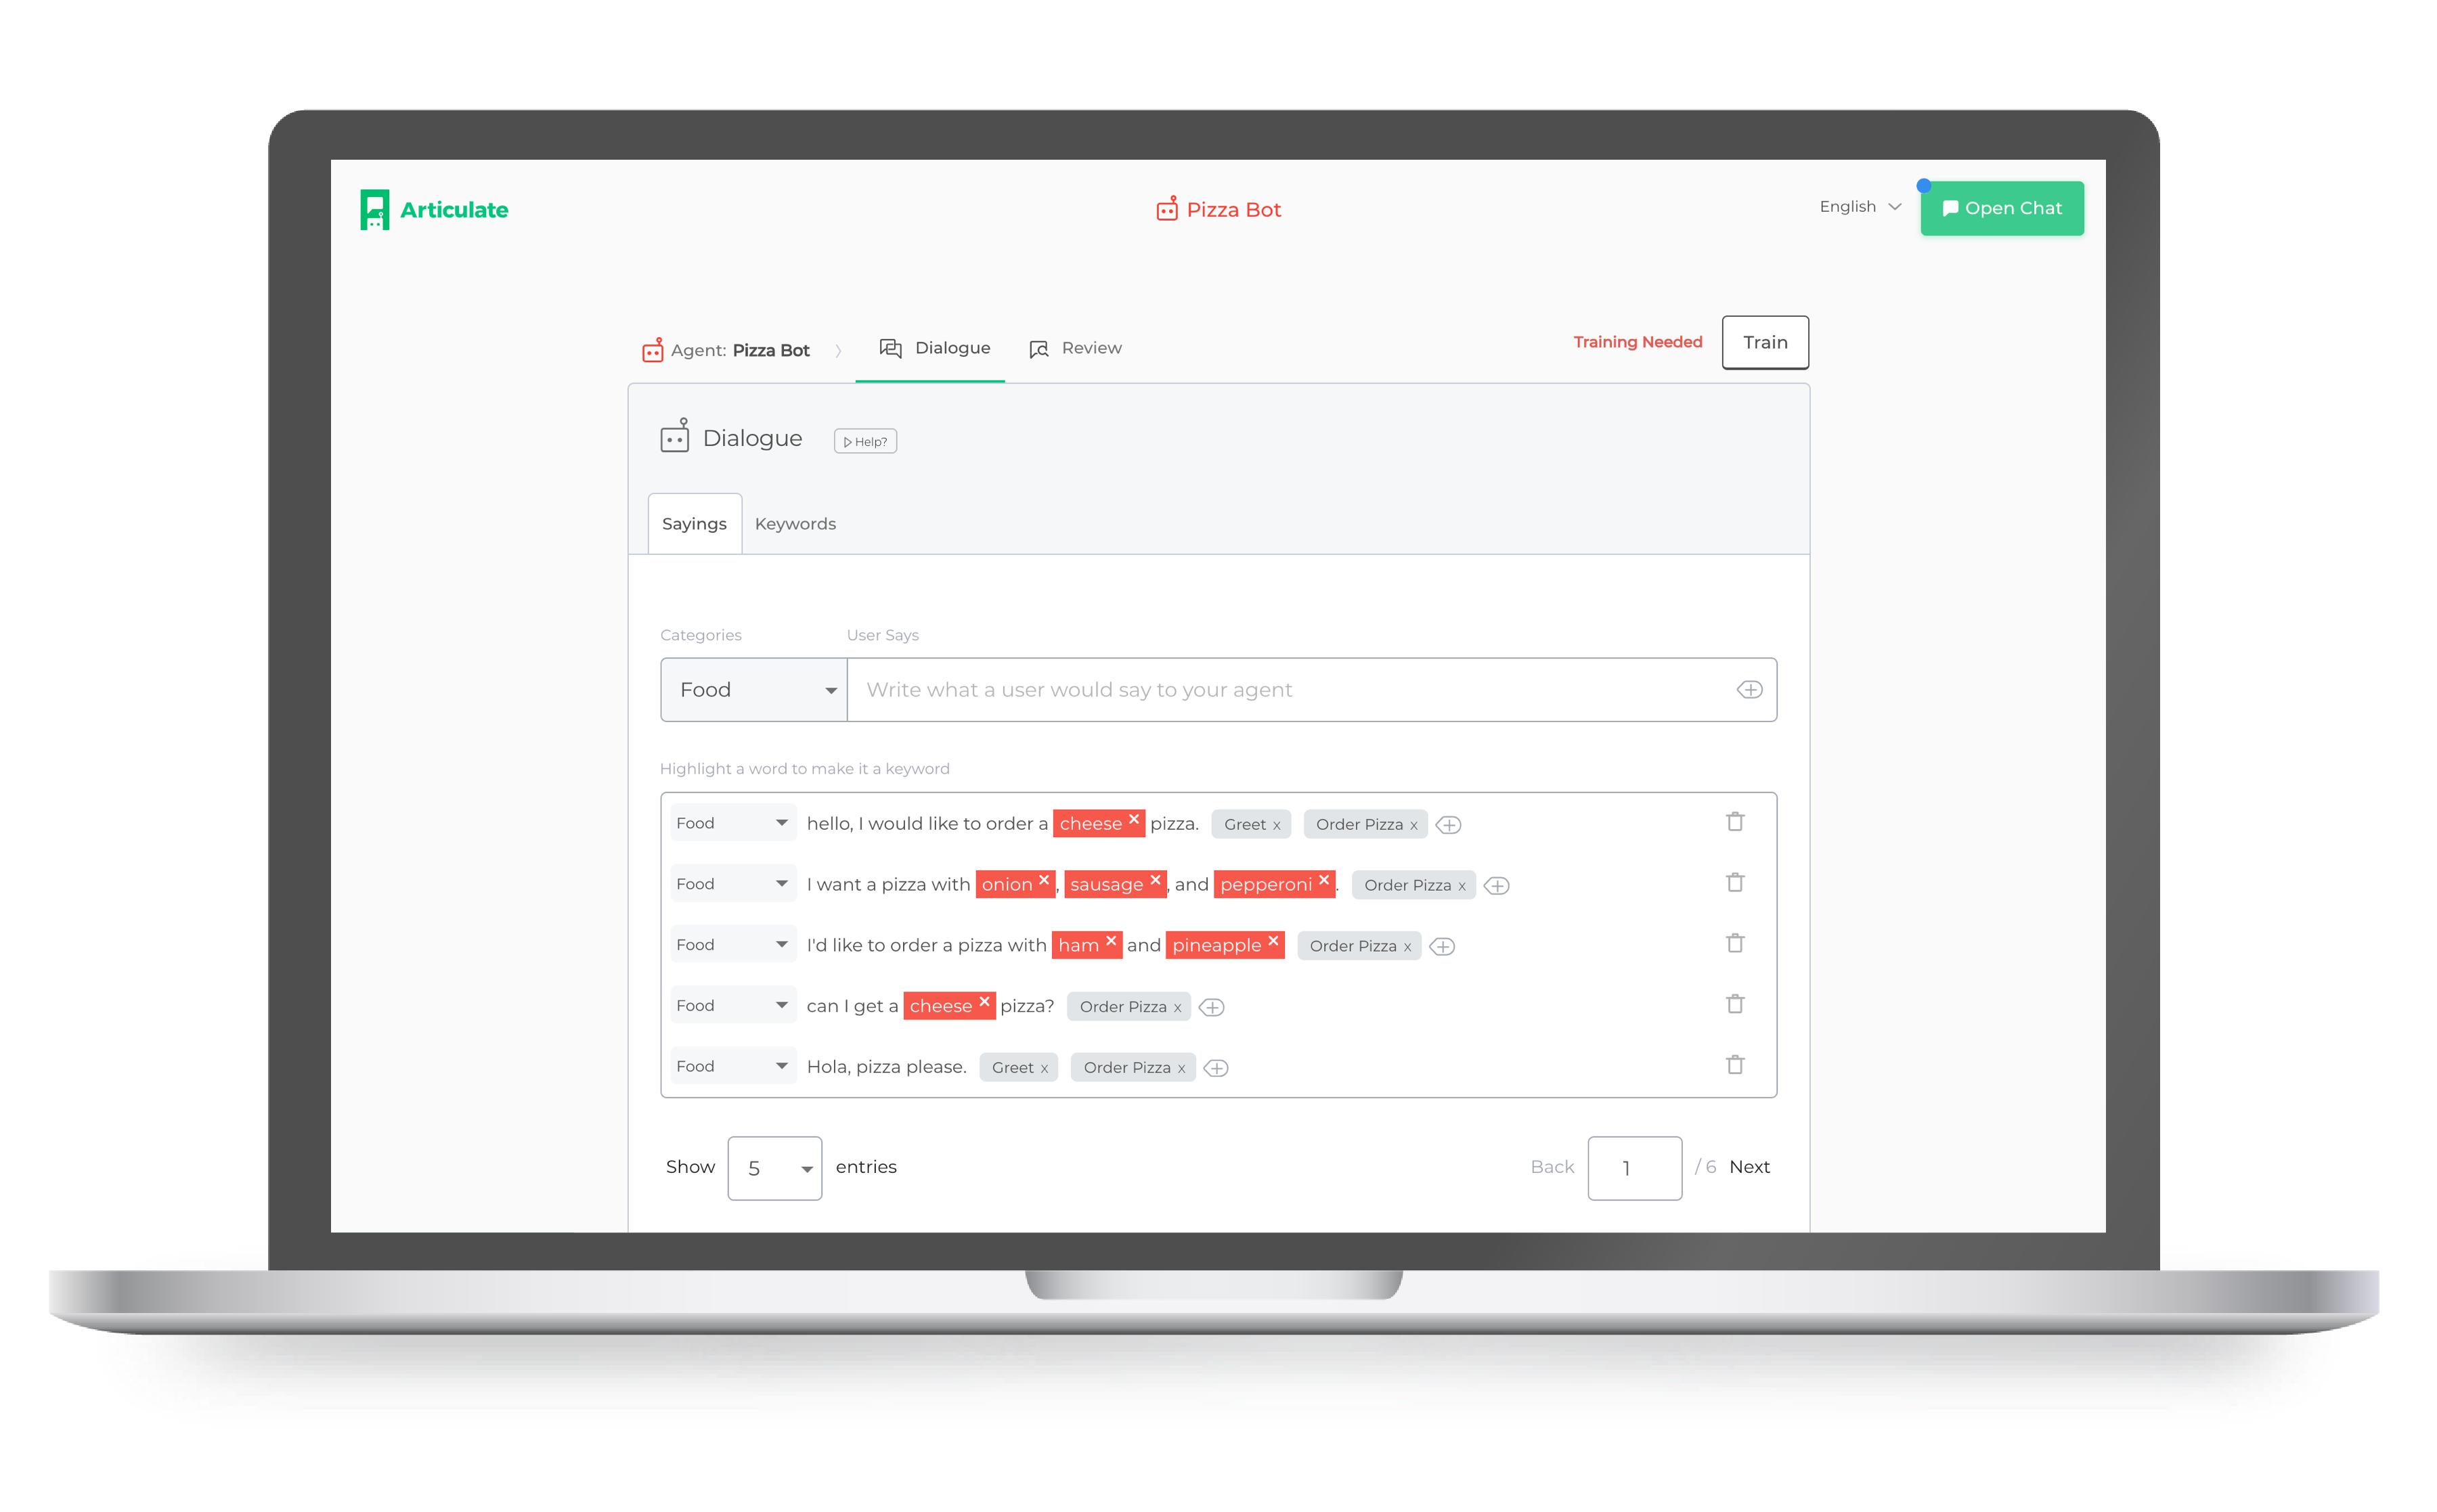 Articulate
Pizza Bot
English
Open Chat
Agent: Pizza Bot
Dialogue
Review
Training Needed
Train
Dialogue
Help?
Sayings
Keywords
Categories
User Says
Food
Write what a user would say to your agent
Highlight a word to make it a keyword
Food hello, I would like to order a cheese x pizza. Greet x Order Pizza x
Food I want a pizza with onion x, sausage x, and pepperoni x. Order Pizza x
Food I'd like to order a pizza with ham x and pineapple x Order Pizza x
Food can I get a cheese x pizza? Order Pizza x
Food Hola, pizza please. Greet x Order Pizza x
Show 5 entries
Back 1 / 6 Next